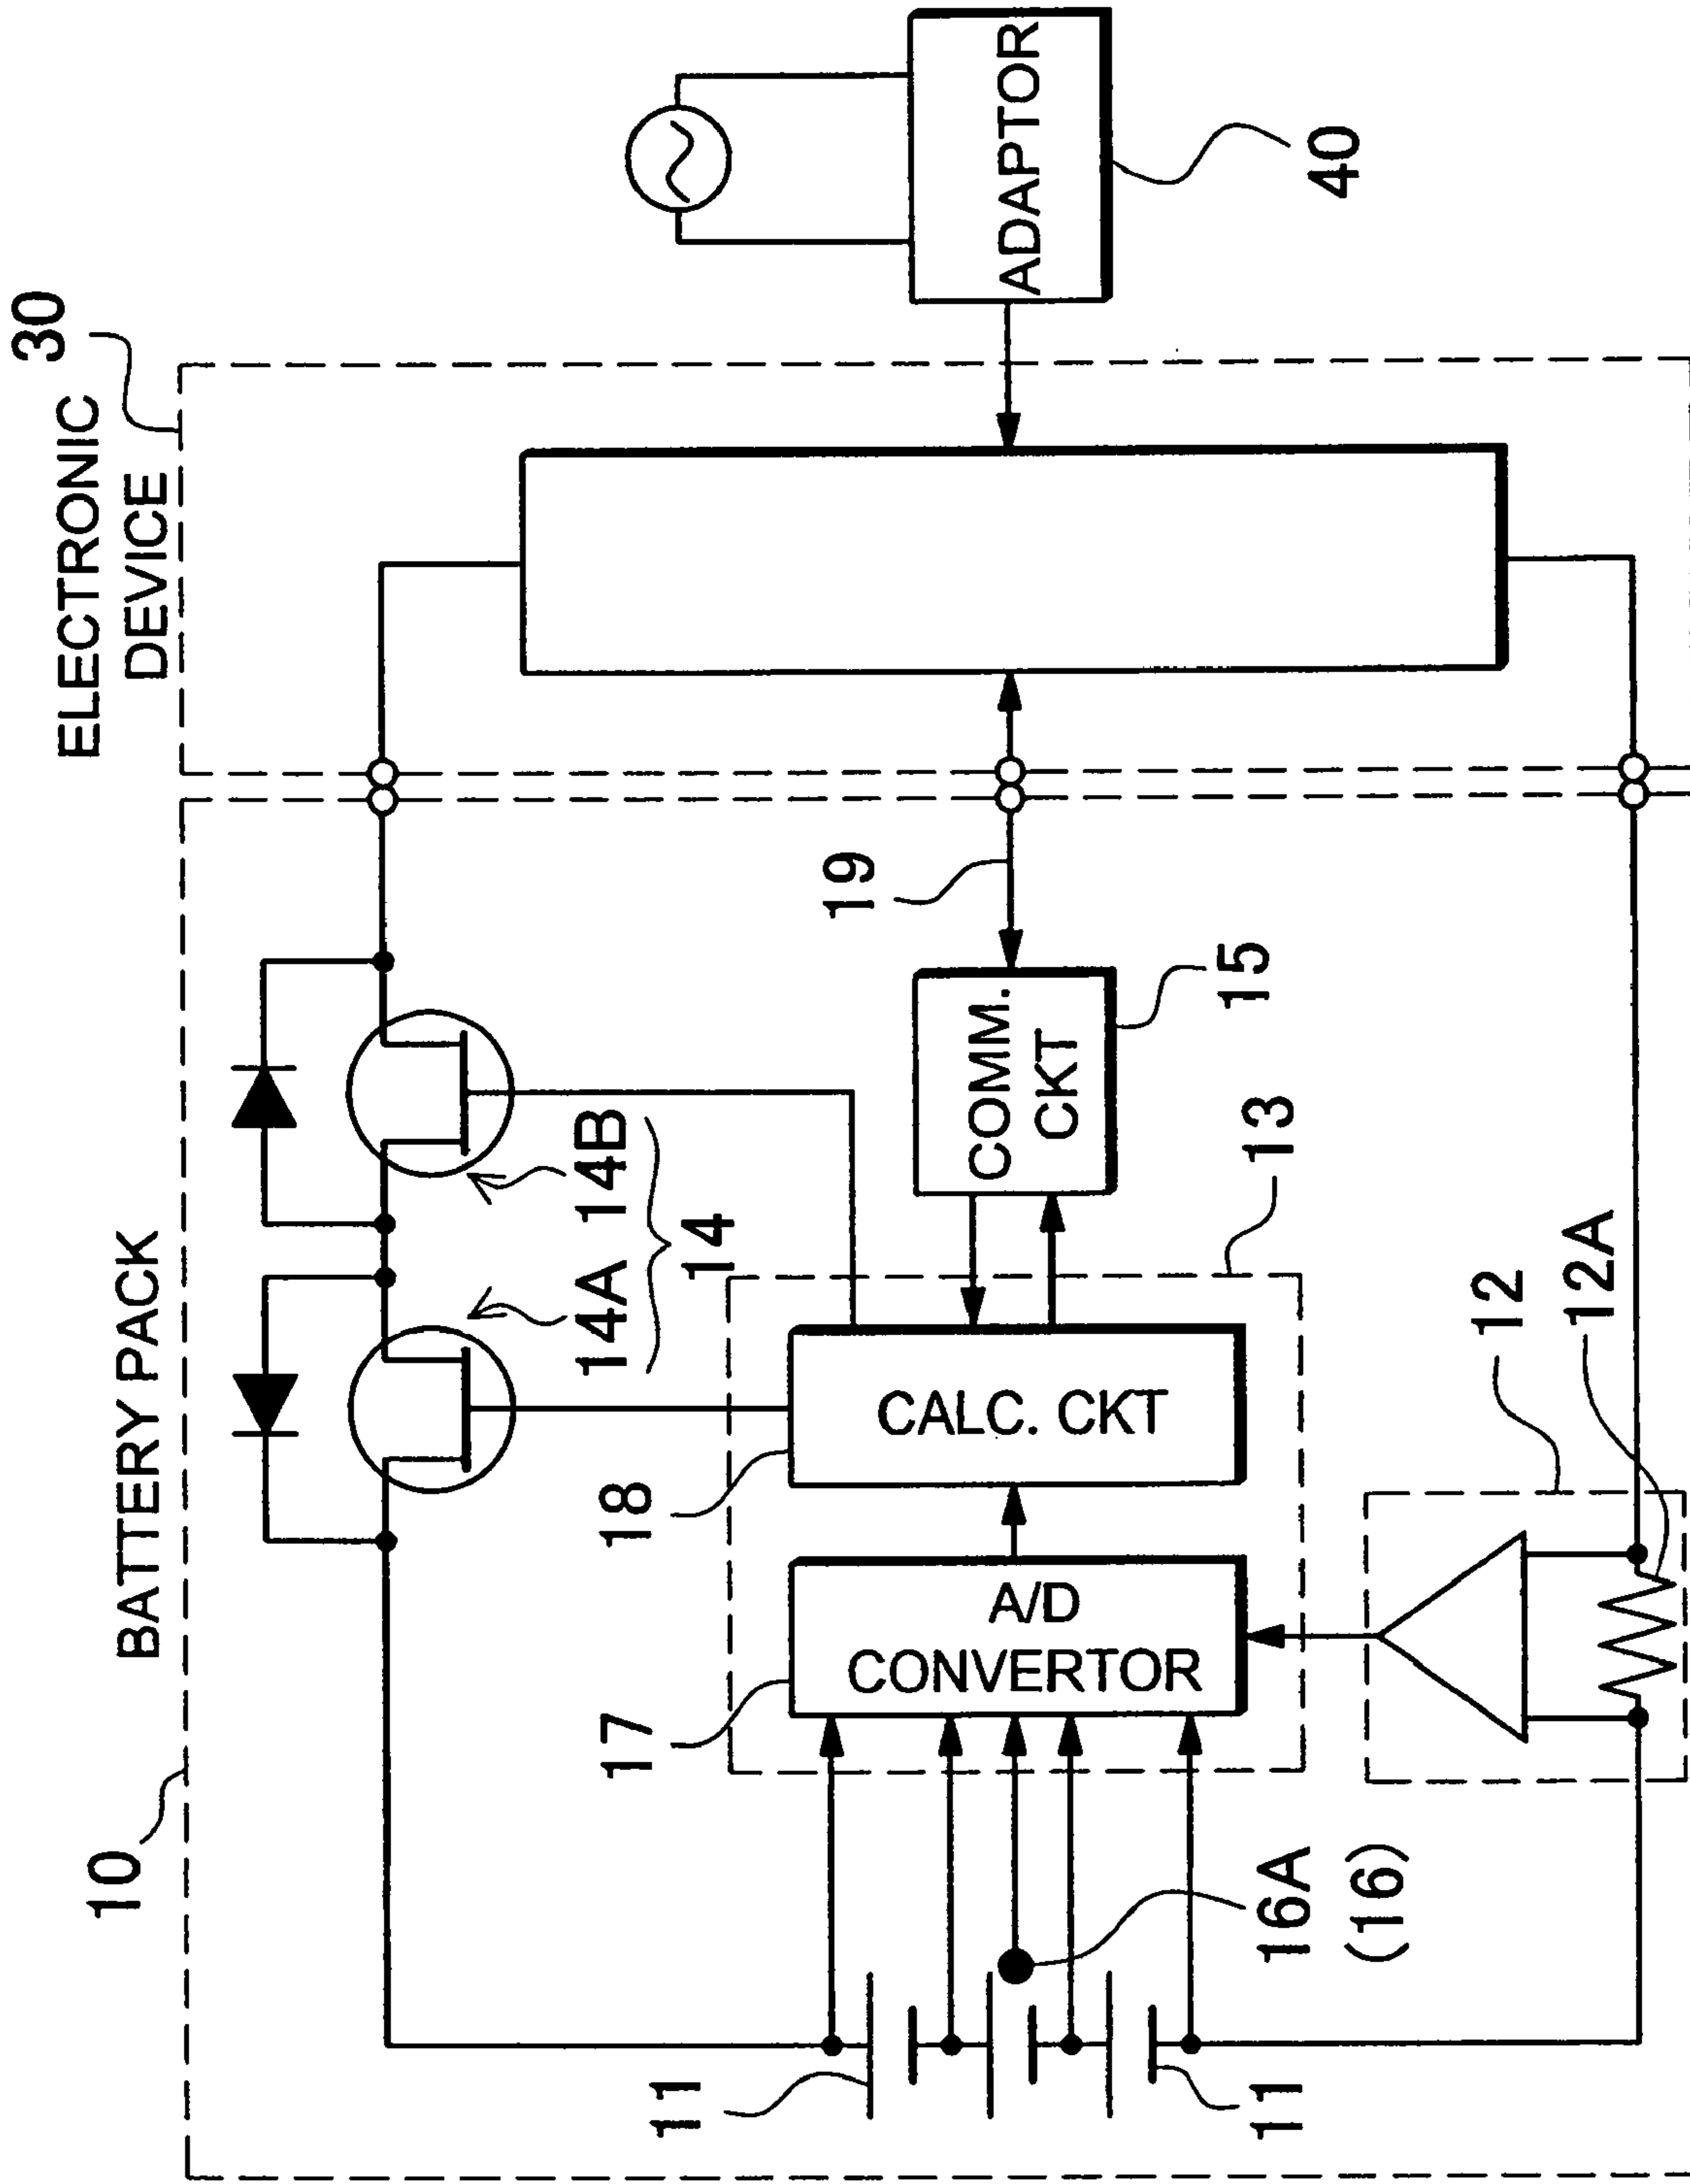 ELECTRONIC
DEVICE
30
BATTERY PACK
10
14A
14B
14
19
COMM.
CKT
15
ADAPTOR
40
18
CALC. CKT
13
17
A/D
CONVERTOR
12
12A
11
11
16A
(16)